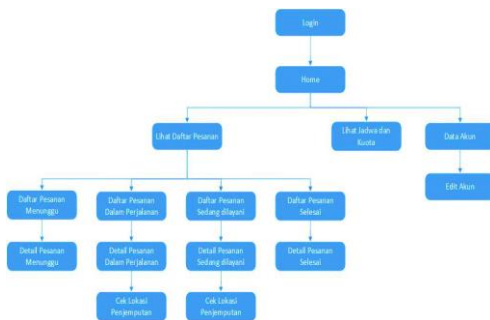 Login
Home
Lihat Daftar Pesanan
Lihat Jadwa dan
Kuota
Data Akun
Edit Akun
Daftar Pesanan
Menunggu
Daftar Pesanan
Dalam Perjalanan
Daftar Pesanan
Sedang dilayani
Daftar Pesanan
Selesai
Detail Pesanan
Menunggu
Detail Pesanan
Dalam Perjalanan
Detail Pesanan
Sedang dilayani
Detail Pesanan
Selesai
Cek Lokasi
Penjemputan
Cek Lokasi
Penjemputan